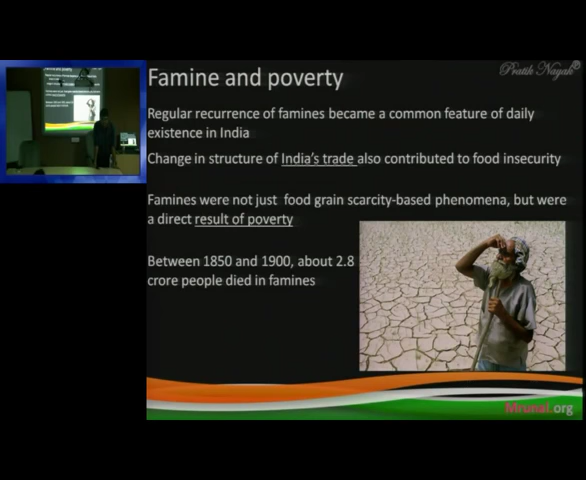 Pratik Nayak
Famine and poverty
Regular recurrence of famines became a common feature of daily
existence in India
Change in structure of India's trade also contributed to food insecurity
Famines were not just food grain scarcity-based phenomena, but were
a direct result of poverty
Between 1850 and 1900, about 2.8
crore people died in famines
Mrunal.org